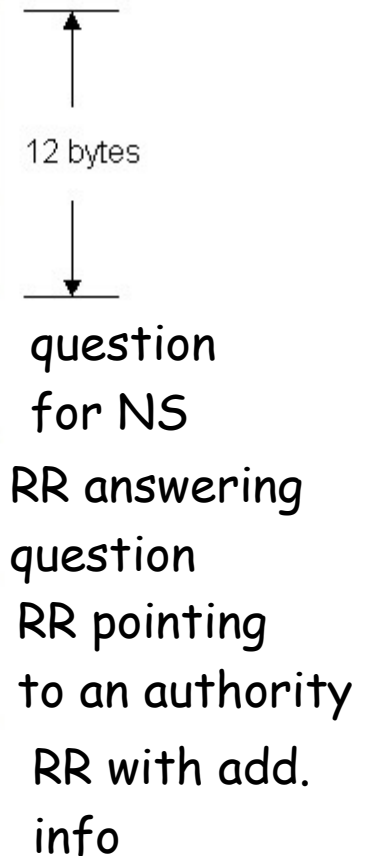 12 bytes
question
for NS
RR answering
question
RR pointing
to an authority
RR with add.
info